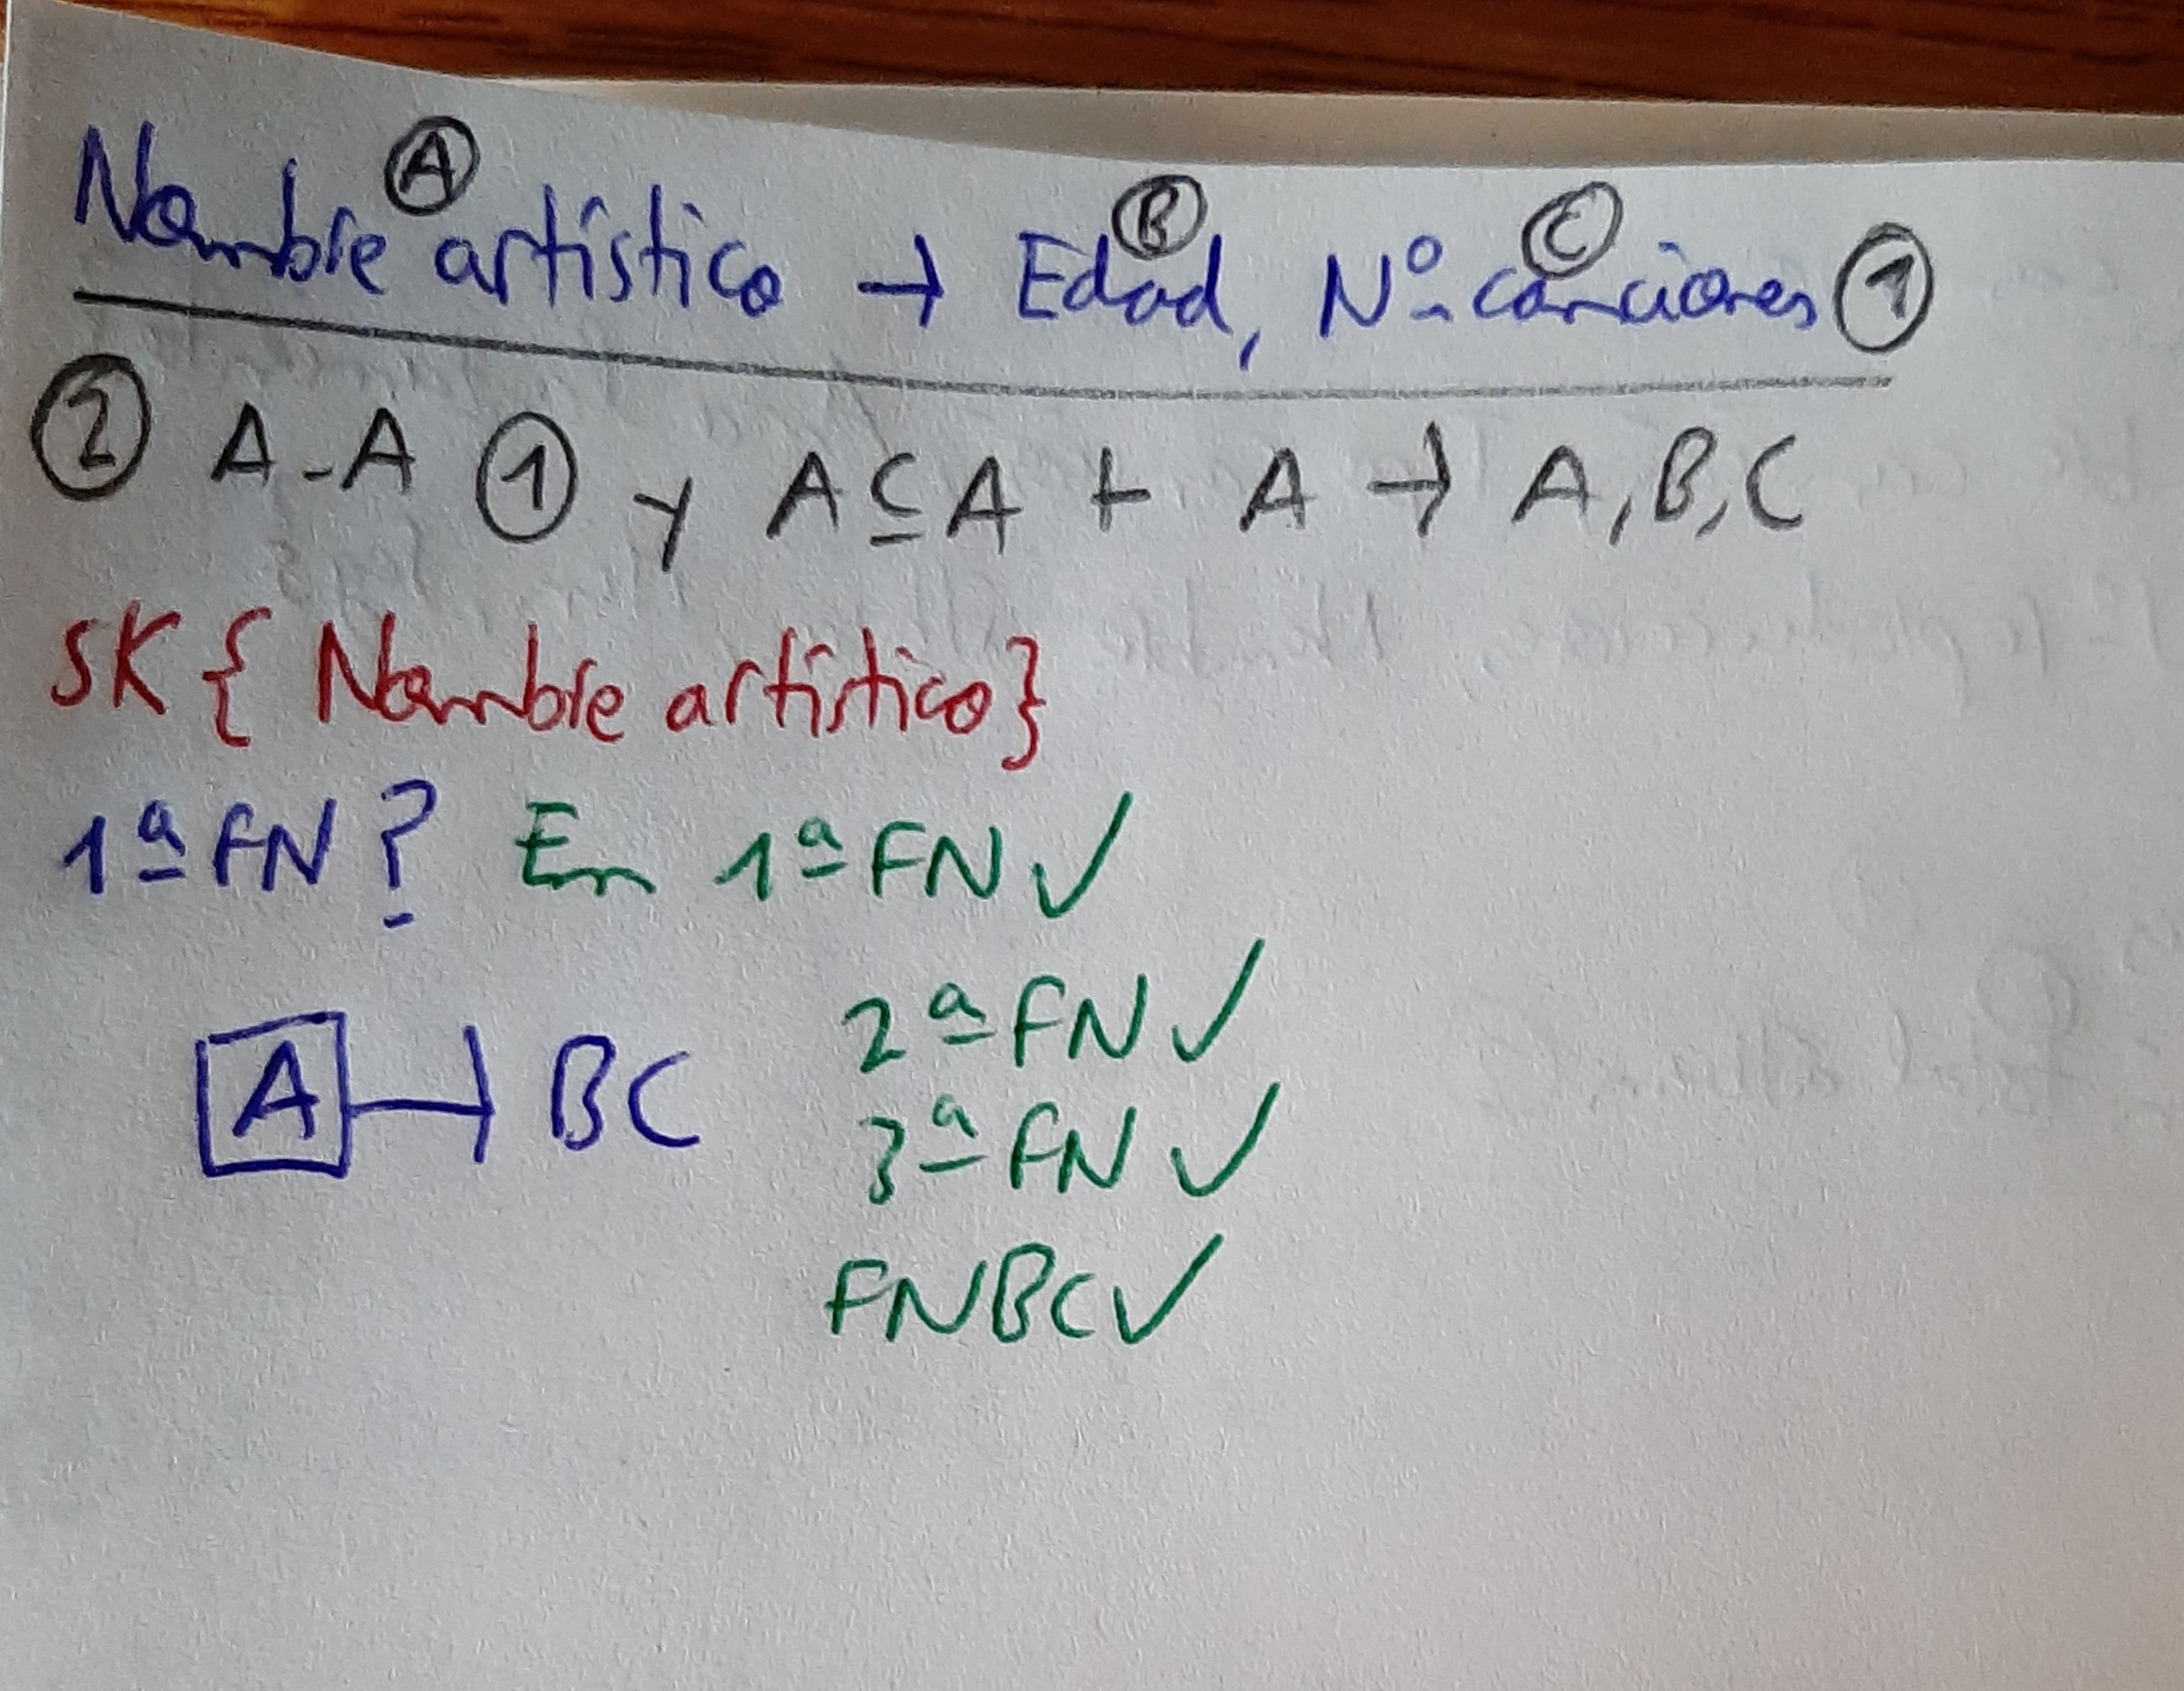 Nombre artístico → Edad, Nº canciones ①
Ⓐ Ⓑ Ⓒ
② A-A ① y A⊆A + A → A,B,C
SK { Nombre artístico}
1ª FN? En 1ª FN ✓
2ª FN ✓
A → BC
3ª FN ✓
FNBC ✓